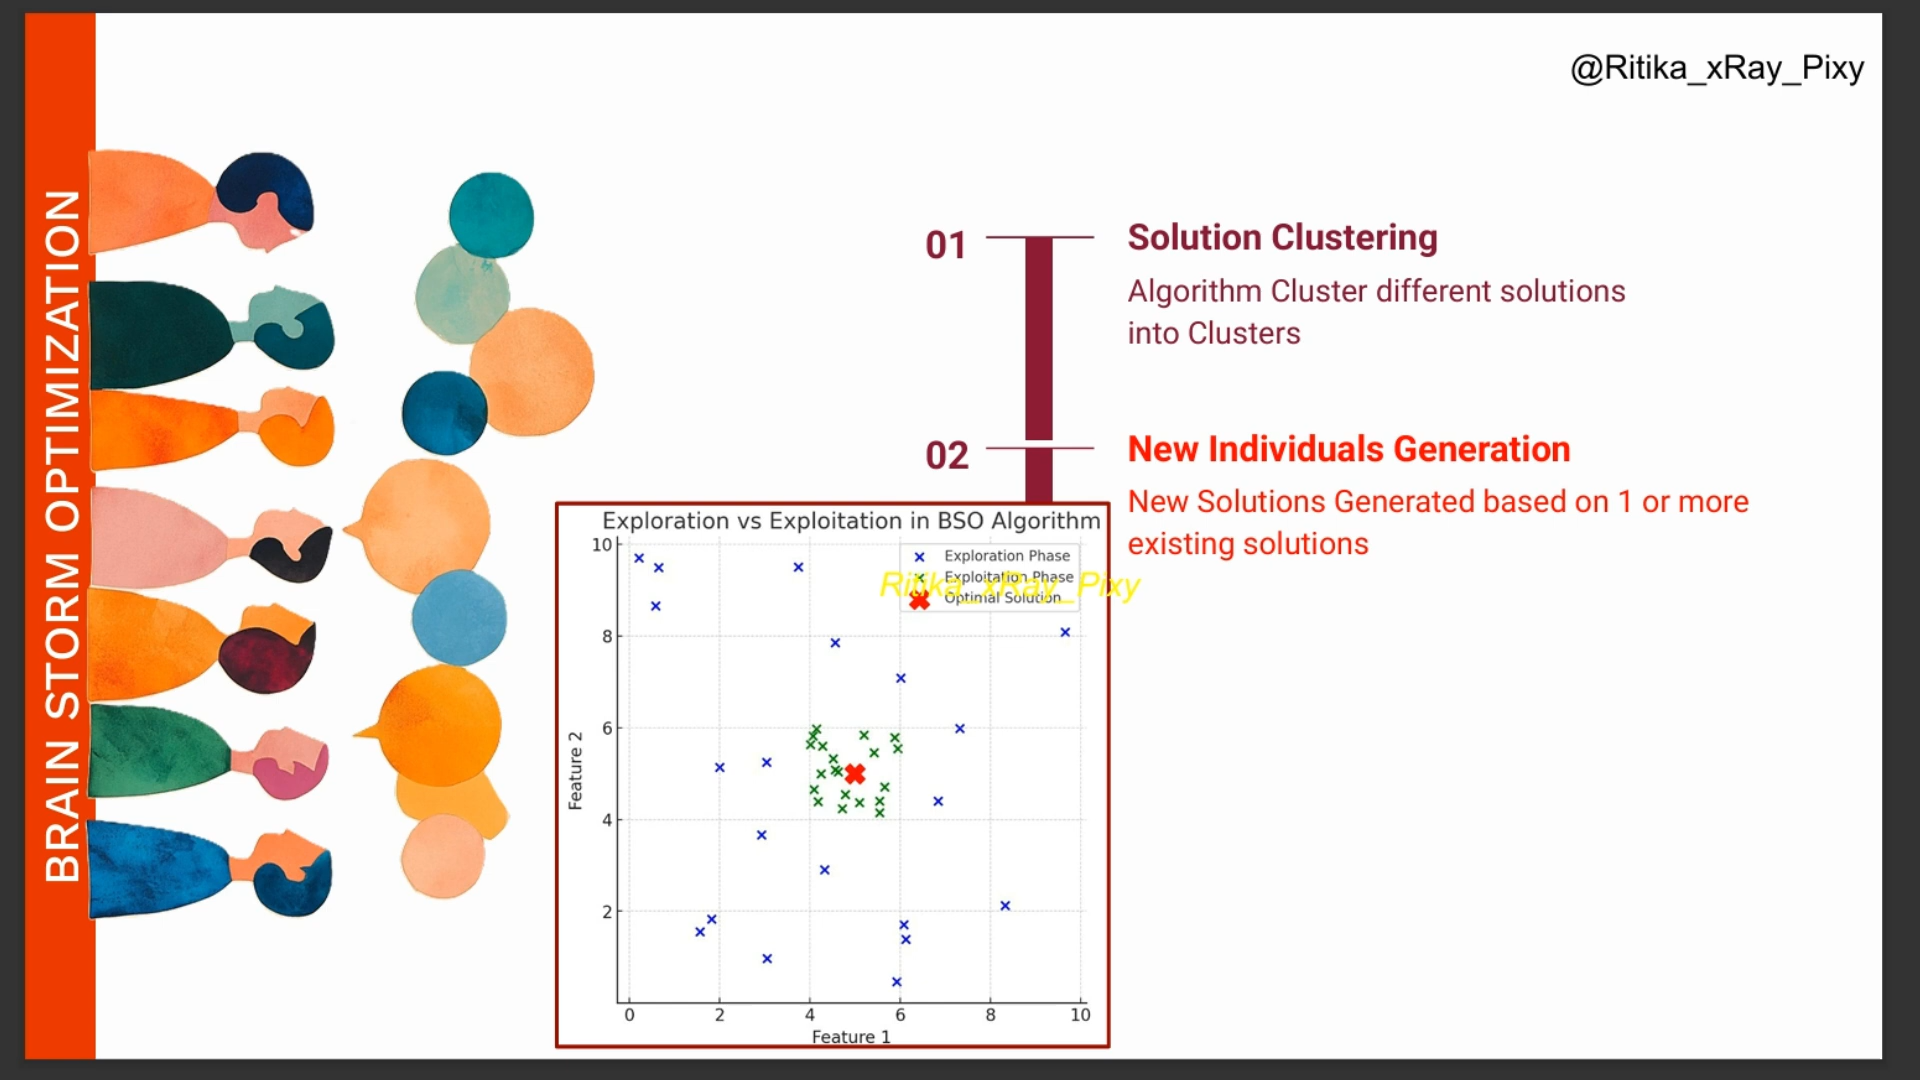 @Ritika_xRay_Pixy
BRAIN STORM OPTIMIZATION
01
Solution Clustering
Algorithm Cluster different solutions
into Clusters
02
New Individuals Generation
New Solutions Generated based on 1 or more
existing solutions
Exploration vs Exploitation in BSO Algorithm
Exploration Phase
Exploitation Phase
Optimal Solution
Ritika_xRay_Pixy
10
8
6
4
2
Feature 2
0 2 4 6 8 10
Feature 1